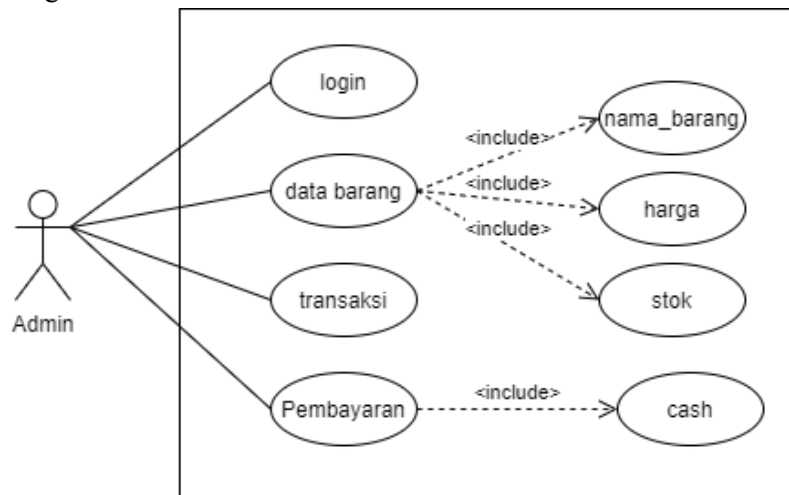 login
<include>
nama_barang
data barang
<include>
harga
<include>
transaksi
stok
Admin
Pembayaran
<include>
cash